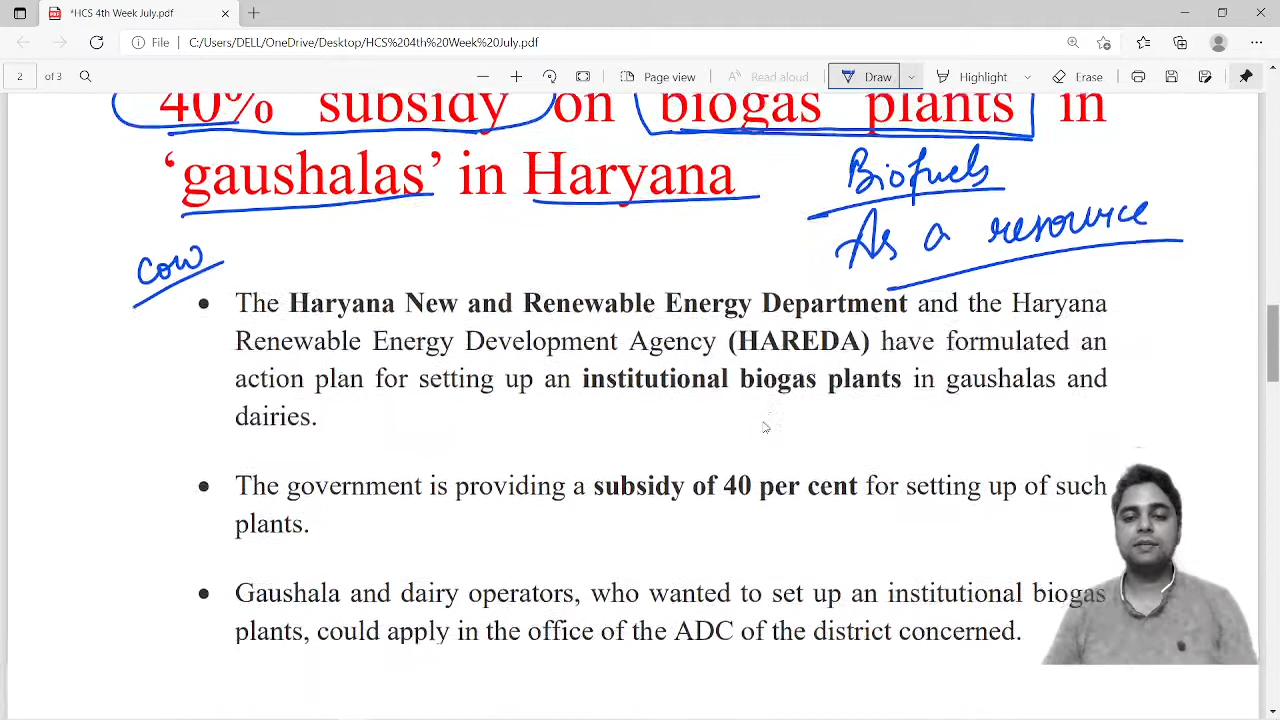 *HCS 4th Week July.pdf
File C:/Users/DELL/OneDrive/Desktop/HCS%204th%20Week%20July.pdf
2 of 3 Page view Read aloud Draw Highlight Erase
40% subsidy on biogas plants in
‘gaushalas’ in Haryana
Biofuels
As a resource
Cow
• The Haryana New and Renewable Energy Department and the Haryana
Renewable Energy Development Agency (HAREDA) have formulated an
action plan for setting up an institutional biogas plants in gaushalas and
dairies.
• The government is providing a subsidy of 40 per cent for setting up of such
plants.
• Gaushala and dairy operators, who wanted to set up an institutional biogas
plants, could apply in the office of the ADC of the district concerned.